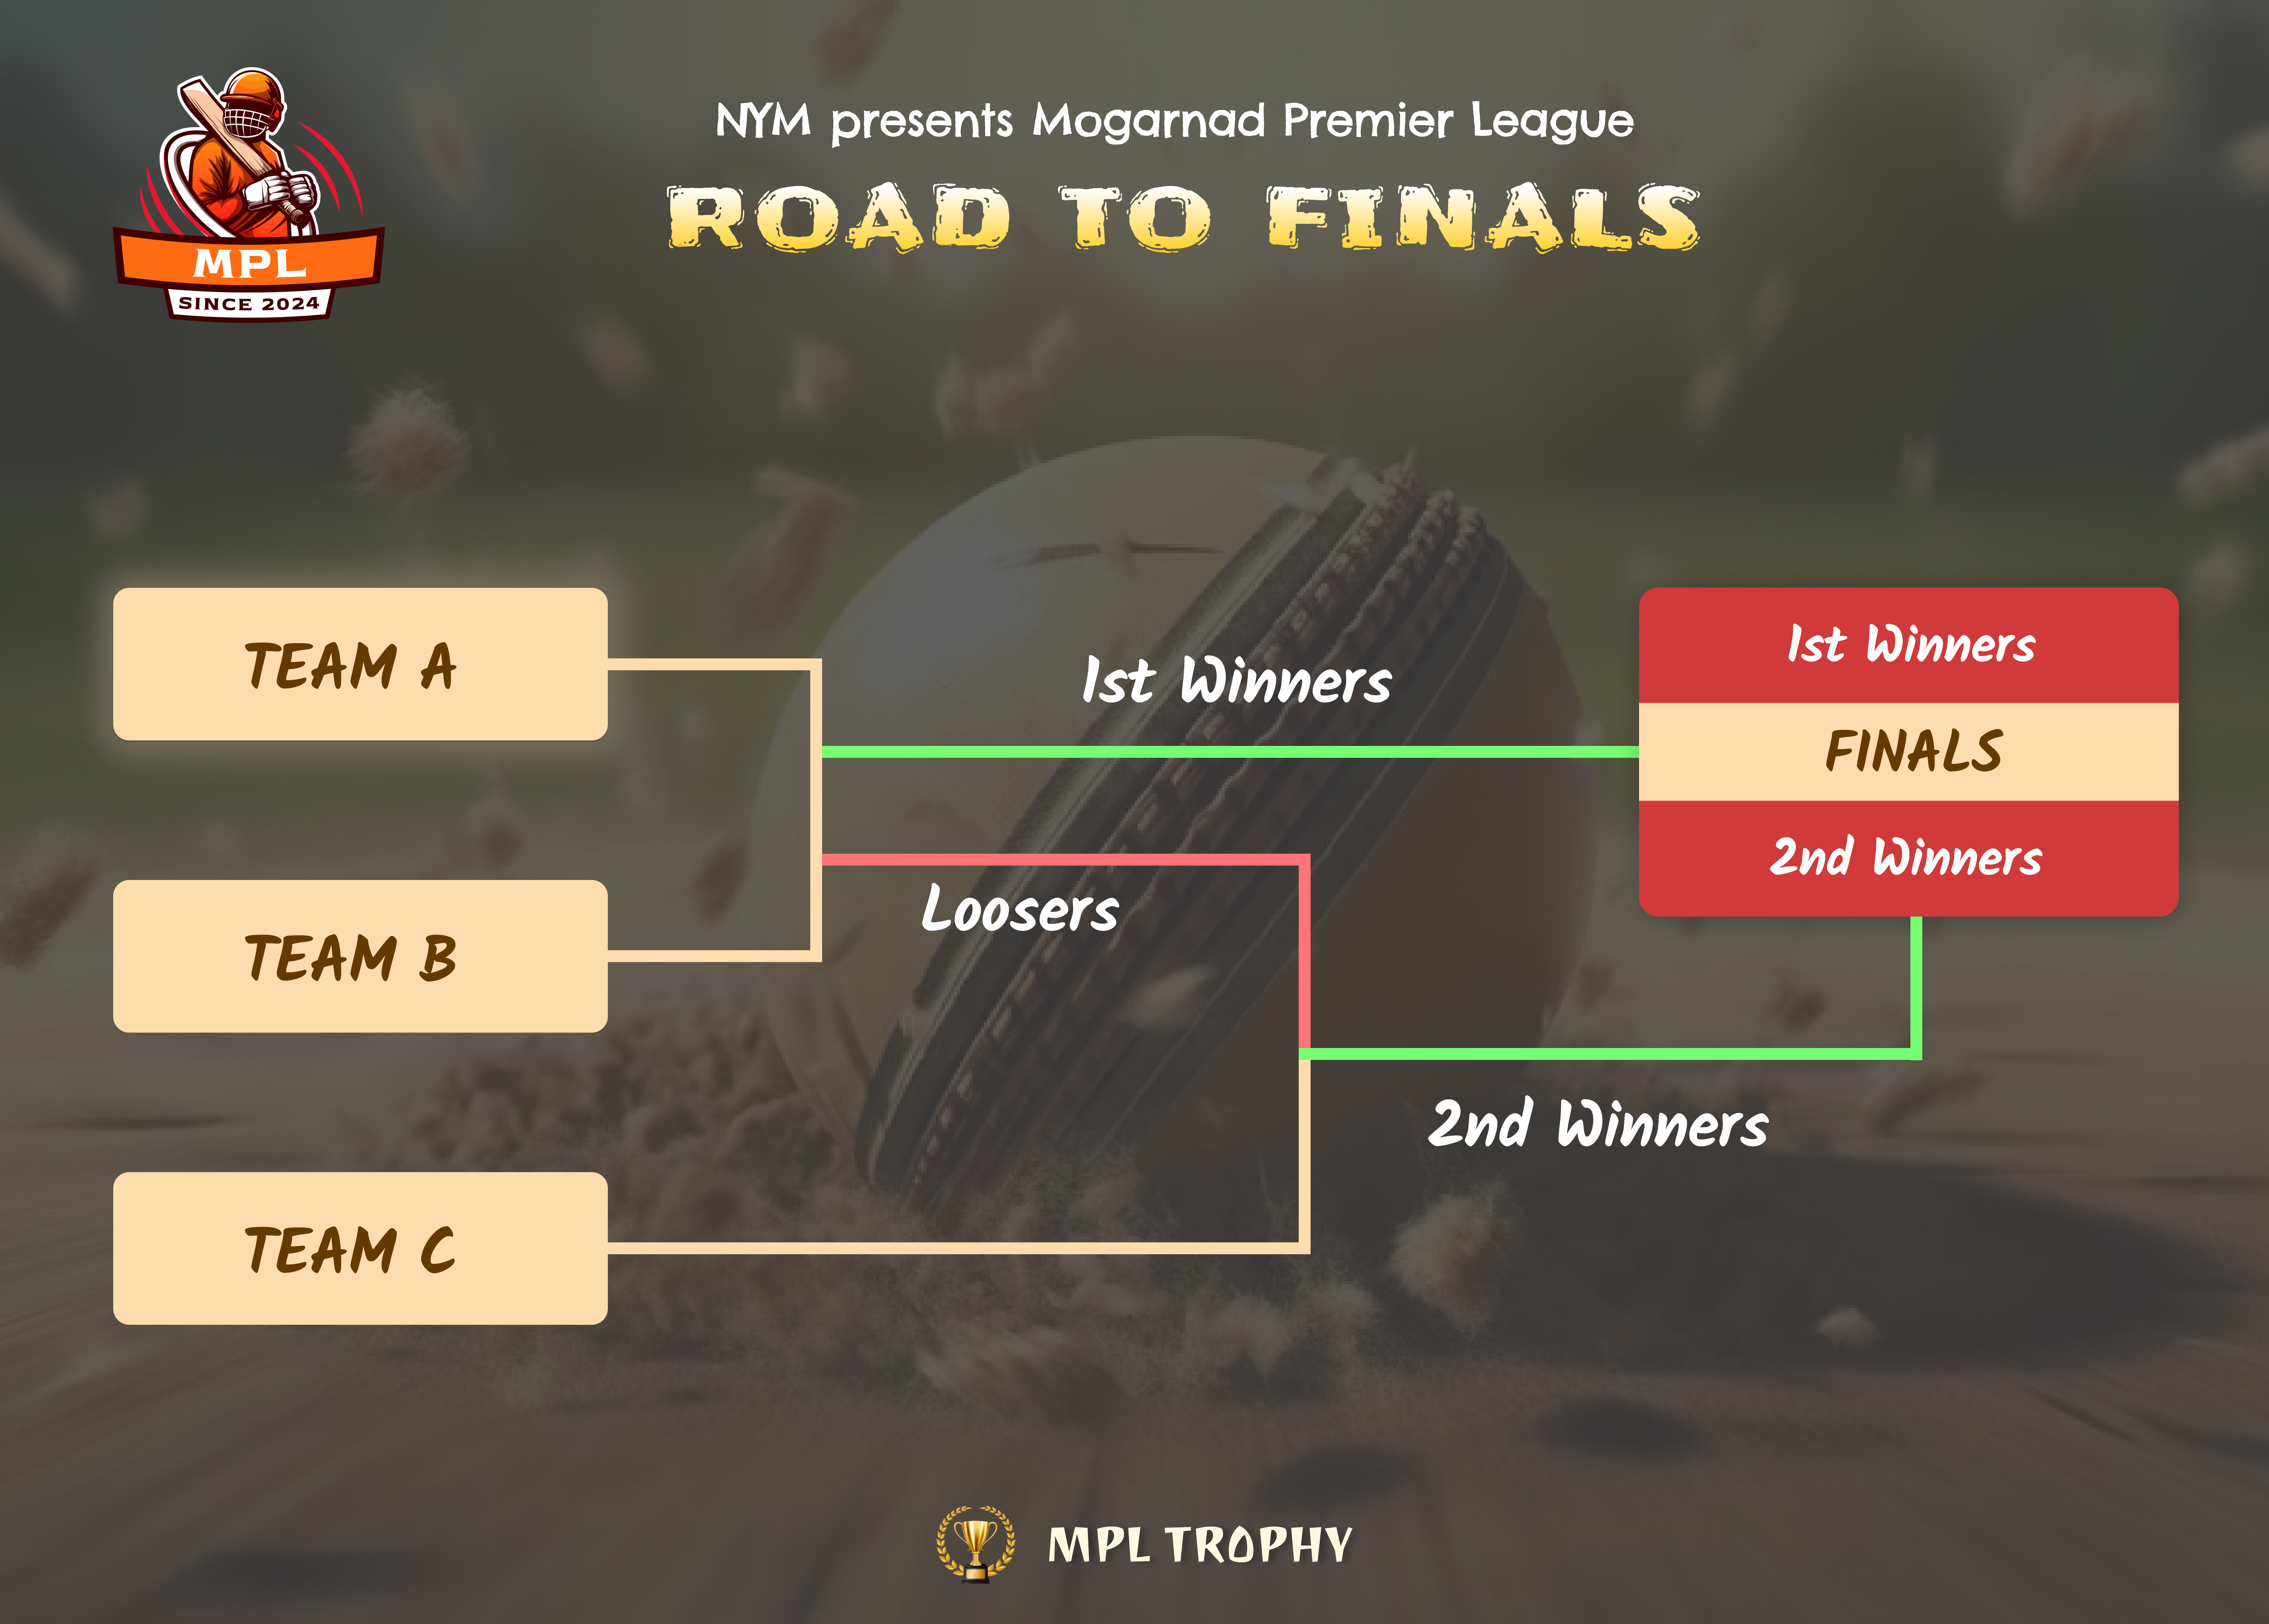 NYM presents Mogarnad Premier League
ROAD TO FINALS
MPL
SINCE 2024
TEAM A
1st Winners
1st Winners
FINALS
2nd Winners
Loosers
TEAM B
2nd Winners
TEAM C
MPL TROPHY